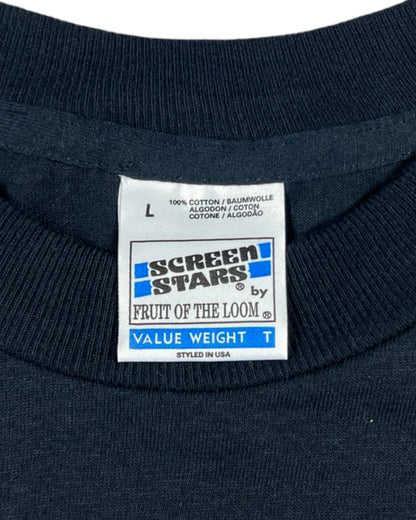 L
100% COTTON / BAUMWOLLE
ALGODON / COTON
COTONE / ALGODÃO
SCREEN
STARS®
by
FRUIT OF THE LOOM®
VALUE WEIGHT T
STYLED IN USA